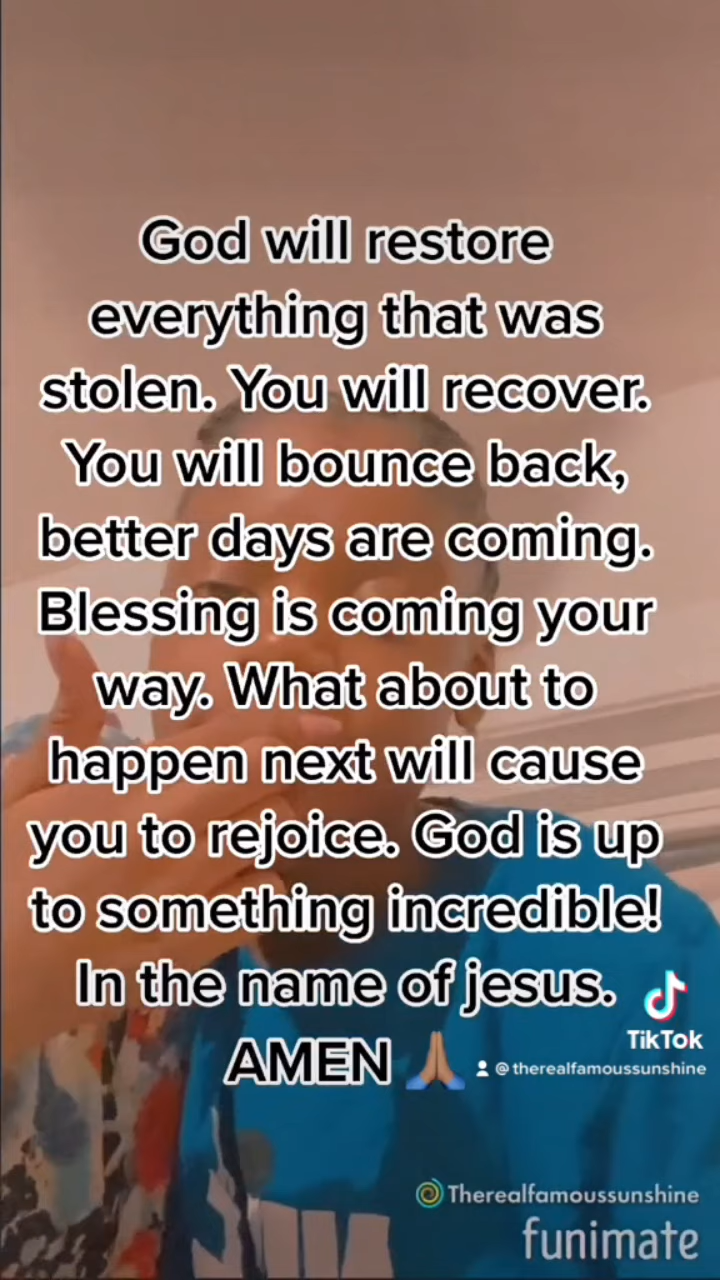 God will restore
everything that was
stolen. You will recover.
You will bounce back,
better days are coming.
Blessing is coming your
way. What about to
happen next will cause
you to rejoice. God is up
to something incredible!
In the name of jesus.
AMEN 🙏🏽
TikTok
@therealfamoussunshine
Therealfamoussunshine
funimate